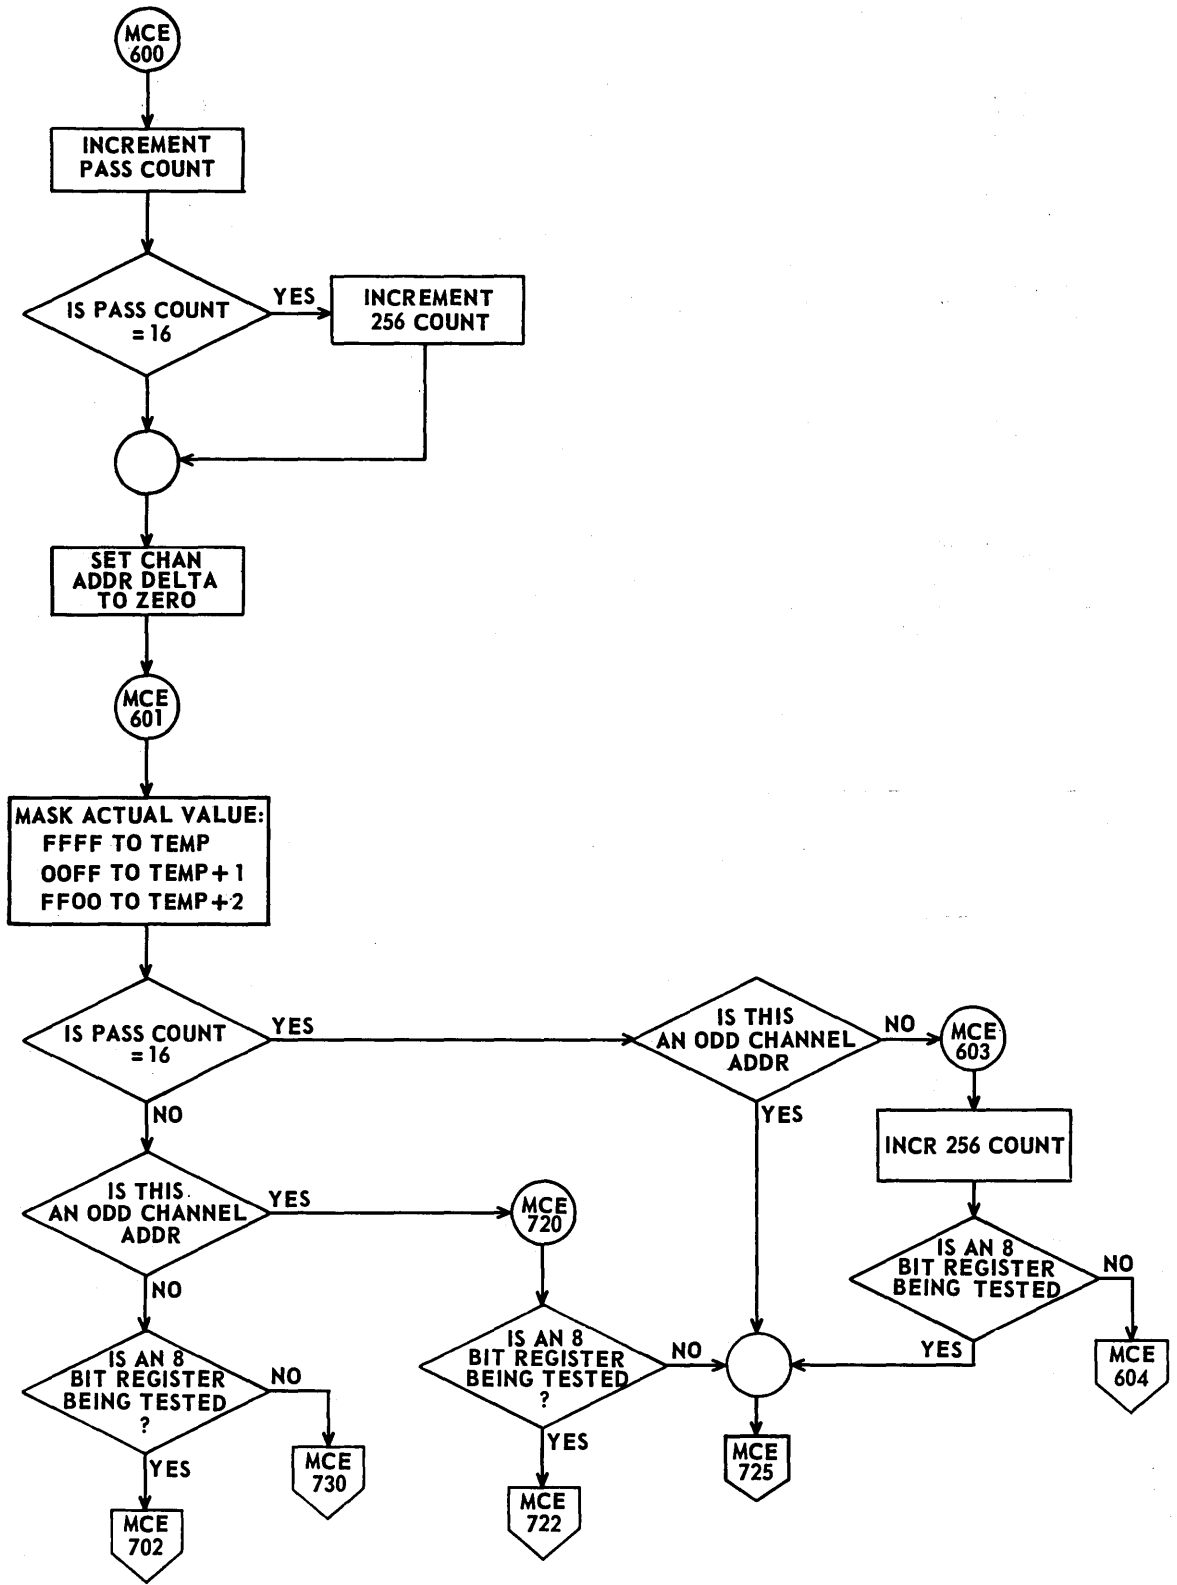 MCE
600
INCREMENT
PASS COUNT
IS PASS COUNT
=16
YES
INCREMENT
256 COUNT
SET CHAN
ADDR DELTA
TO ZERO
MCE
601
MASK ACTUAL VALUE:
FFFF TO TEMP
00FF TO TEMP+1
FF00 TO TEMP+2
IS PASS COUNT
=16
YES
NO
IS THIS
AN ODD CHANNEL
ADDR
NO
YES
MCE
603
INCR 256 COUNT
IS AN 8
BIT REGISTER
BEING TESTED
NO
YES
MCE
604
IS THIS
AN ODD CHANNEL
ADDR
YES
NO
MCE
720
IS AN 8
BIT REGISTER
BEING TESTED
?
NO
YES
MCE
725
MCE
722
IS AN 8
BIT REGISTER
BEING TESTED
?
NO
YES
MCE
730
MCE
702